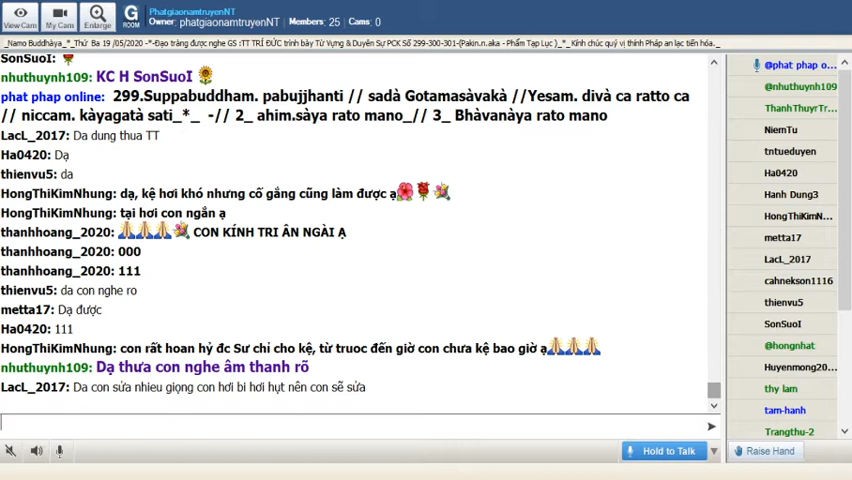 View Cam
My Cam
Enlarge
G
ROOM
PhatgiaonamtruyenNT
Owner: phatgiaonamtruyenNT | Members: 25 | Cams: 0
_Namo Buddhàya_*_Thứ Ba 19 /05/2020 -*-Đạo tràng được nghe GS :TT TRÍ ĐỨC trình bày Từ Vựng & Duyên Sự PCK Số 299-300-301-(Pakin.n.aka - Phẩm Tạp Lục )_*_ Kính chúc quý vị thính Pháp an lạc tiến hóa._
SonSuoI:
nhuthuynh109: KC H SonSuoI
phat phap online: 299.Suppabuddham. pabujjhanti // sadà Gotamasàvakà //Yesam. divà ca ratto ca
// niccam. kàyagatà sati_*_ -// 2_ ahim.sàya rato mano_// 3_ Bhàvanàya rato mano
LacL_2017: Da dung thua TT
Ha0420: Dạ
thienvu5: da
HongThiKimNhung: dạ, kệ hơi khó nhưng cố gắng cũng làm được ạ
HongThiKimNhung: tại hơi con ngắn ạ
thanhhoang_2020: CON KÍNH TRI ÂN NGÀI Ạ
thanhhoang_2020: 000
thanhhoang_2020: 111
thienvu5: da con nghe ro
metta17: Dạ được
Ha0420: 111
HongThiKimNhung: con rất hoan hỷ đc Sư chỉ cho kệ, từ truoc đến giờ con chưa kệ bao giờ ạ
nhuthuynh109: Dạ thưa con nghe âm thanh rõ
LacL_2017: Da con sửa nhieu giọng con hơi bi hơi hụt nên con sẽ sửa
Hold to Talk
@phat phap o...
@nhuthuynh109
ThanhThuyrTr...
NiemTu
tntueduyen
Ha0420
Hanh Dung3
HongThiKimN...
metta17
LacL_2017
cahnekson1116
thienvu5
SonSuoI
@hongnhat
Huyenmong20...
thy lam
tam-hanh
Trangthu-2
Raise Hand